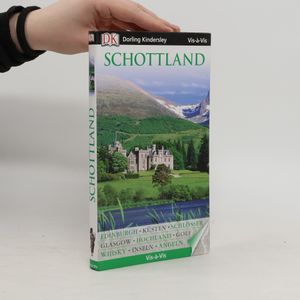 DK Dorling Kindersley Vis-à-Vis
SCHOTTLAND
EDINBURGH • KÜSTEN • SCHLÖSSER
GLASGOW • HOCHLAND • GOLF
WHISKY • INSELN • ANGELN
Vis-à-Vis
SCHOTTLAND